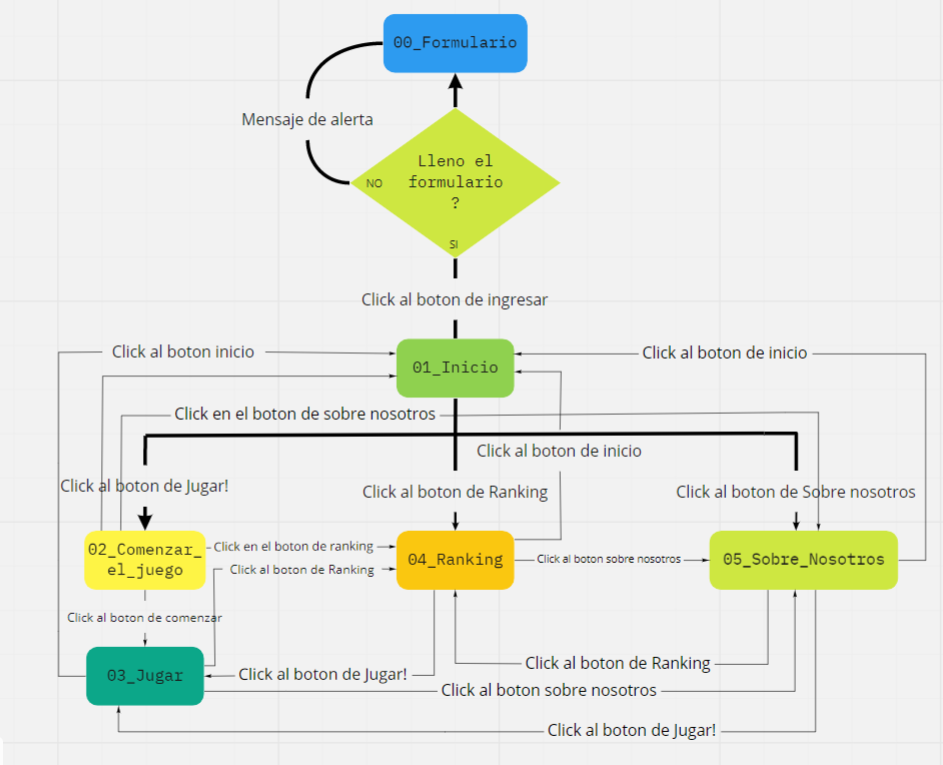 00_Formulario
Mensaje de alerta
Lleno el
formulario
?
NO
SI
Click al boton de ingresar
Click al boton inicio
01_Inicio
Click al boton de inicio
Click en el boton de sobre nosotros
Click al boton de inicio
Click al boton de Jugar!
Click al boton de Ranking
Click al boton de Sobre nosotros
02_Comenzar_
el_juego
Click en el boton de ranking
Click al boton de Ranking
04_Ranking
Click al boton sobre nosotros
05_Sobre_Nosotros
Click al boton de comenzar
03_Jugar
Click al boton de Jugar!
Click al boton de Ranking
Click al boton sobre nosotros
Click al boton de Jugar!